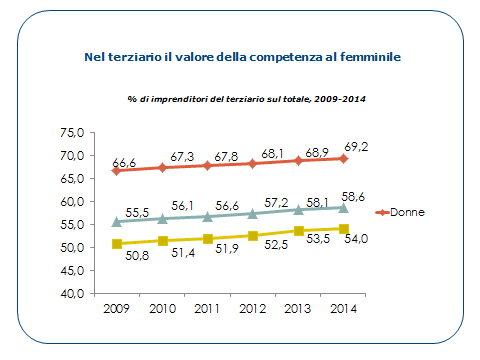 Nel terziario il valore della competenza al femminile
% di imprenditori del terziario sul totale, 2009-2014
75,0
70,0
65,0
60,0
55,0
50,0
45,0
40,0
66,6 67,3 67,8 68,1 68,9 69,2
55,5 56,1 56,6 57,2 58,1 58,6
50,8 51,4 51,9 52,5 53,5 54,0
Donne
2009 2010 2011 2012 2013 2014